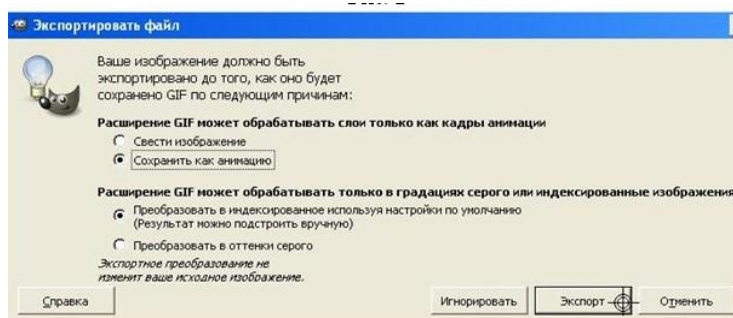 Экспортировать файл
Ваше изображение должно быть
экспортировано до того, как оно будет
сохранено GIF по следующим причинам:
Расширение GIF может обрабатывать слои только как кадры анимации
Свести изображение
Сохранить как анимацию
Расширение GIF может обрабатывать только в градациях серого или индексированные изображения
Преобразовать в индексированное используя настройки по умолчанию
(Результат можно подстроить вручную)
Преобразовать в оттенки серого
Экспортное преобразование не
изменит ваше исходное изображение.
Справка Игнорировать Экспорт Отменить